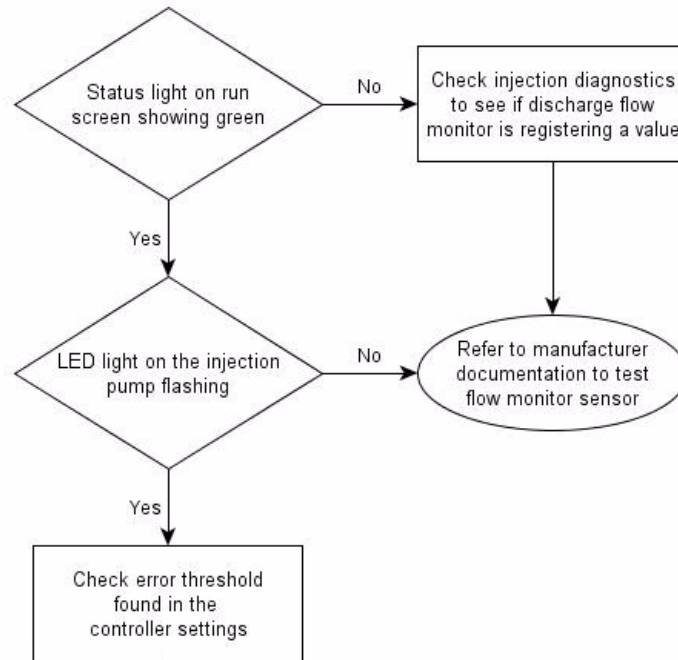 Status light on run
screen showing green
No
Check injection diagnostics
to see if discharge flow
monitor is registering a value
Yes
LED light on the injection
pump flashing
No
Refer to manufacturer
documentation to test
flow monitor sensor
Yes
Check error threshold
found in the
controller settings